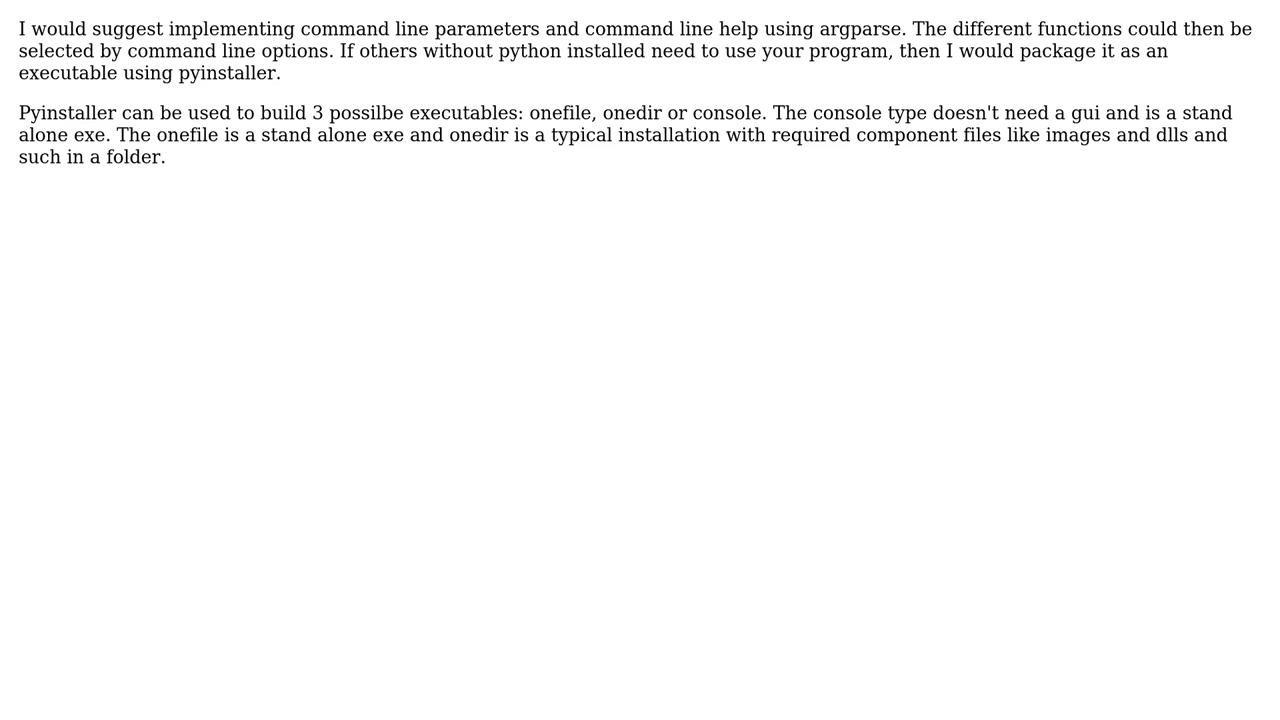 I would suggest implementing command line parameters and command line help using argparse. The different functions could then be
selected by command line options. If others without python installed need to use your program, then I would package it as an
executable using pyinstaller.
Pyinstaller can be used to build 3 possilbe executables: onefile, onedir or console. The console type doesn't need a gui and is a stand
alone exe. The onefile is a stand alone exe and onedir is a typical installation with required component files like images and dlls and
such in a folder.